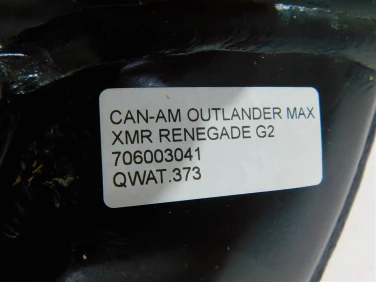 CAN-AM OUTLANDER MAX
XMR RENEGADE G2
706003041
QWAT.373